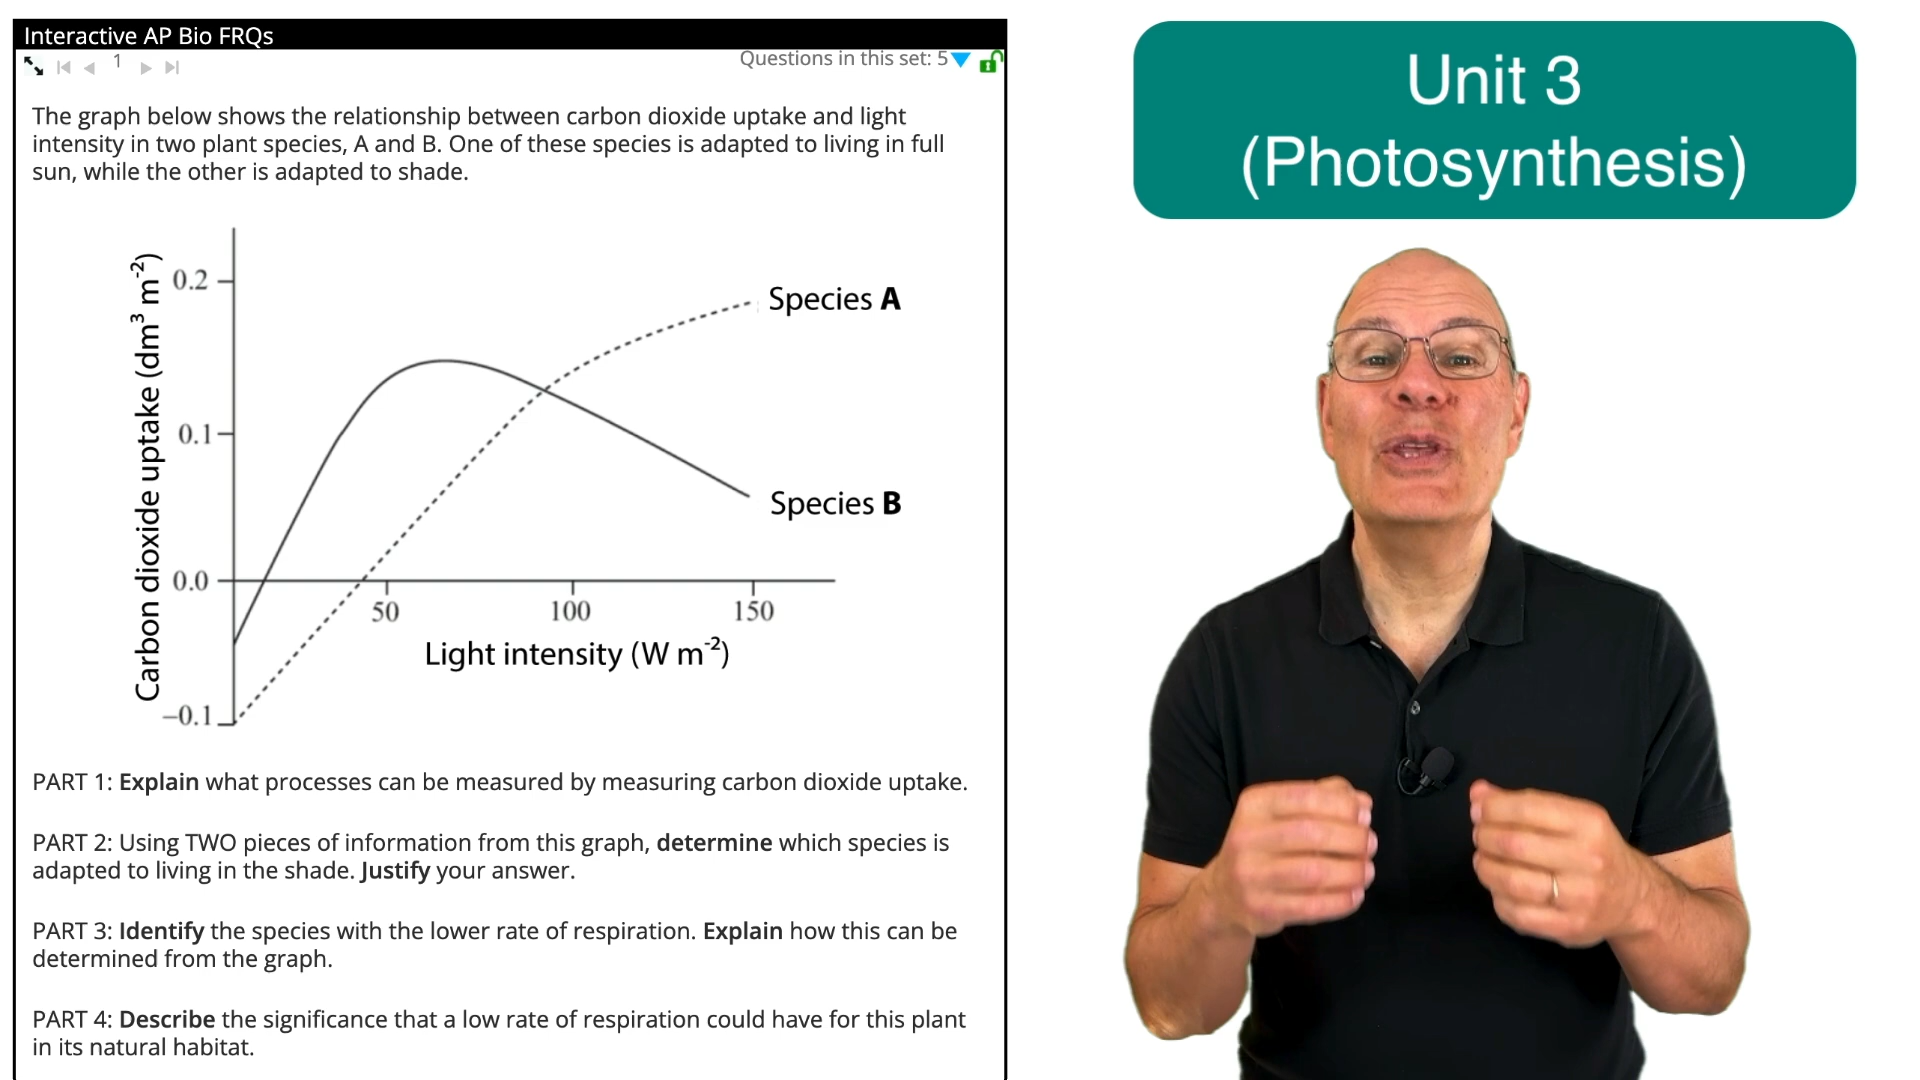 Interactive AP Bio FRQs
1
Questions in this set: 5
The graph below shows the relationship between carbon dioxide uptake and light
intensity in two plant species, A and B. One of these species is adapted to living in full
sun, while the other is adapted to shade.
Carbon dioxide uptake (dm³ m⁻²)
0.2
0.1
0.0
–0.1
Species A
Species B
50
100
150
Light intensity (W m⁻²)
PART 1: Explain what processes can be measured by measuring carbon dioxide uptake.
PART 2: Using TWO pieces of information from this graph, determine which species is
adapted to living in the shade. Justify your answer.
PART 3: Identify the species with the lower rate of respiration. Explain how this can be
determined from the graph.
PART 4: Describe the significance that a low rate of respiration could have for this plant
in its natural habitat.
Unit 3
(Photosynthesis)